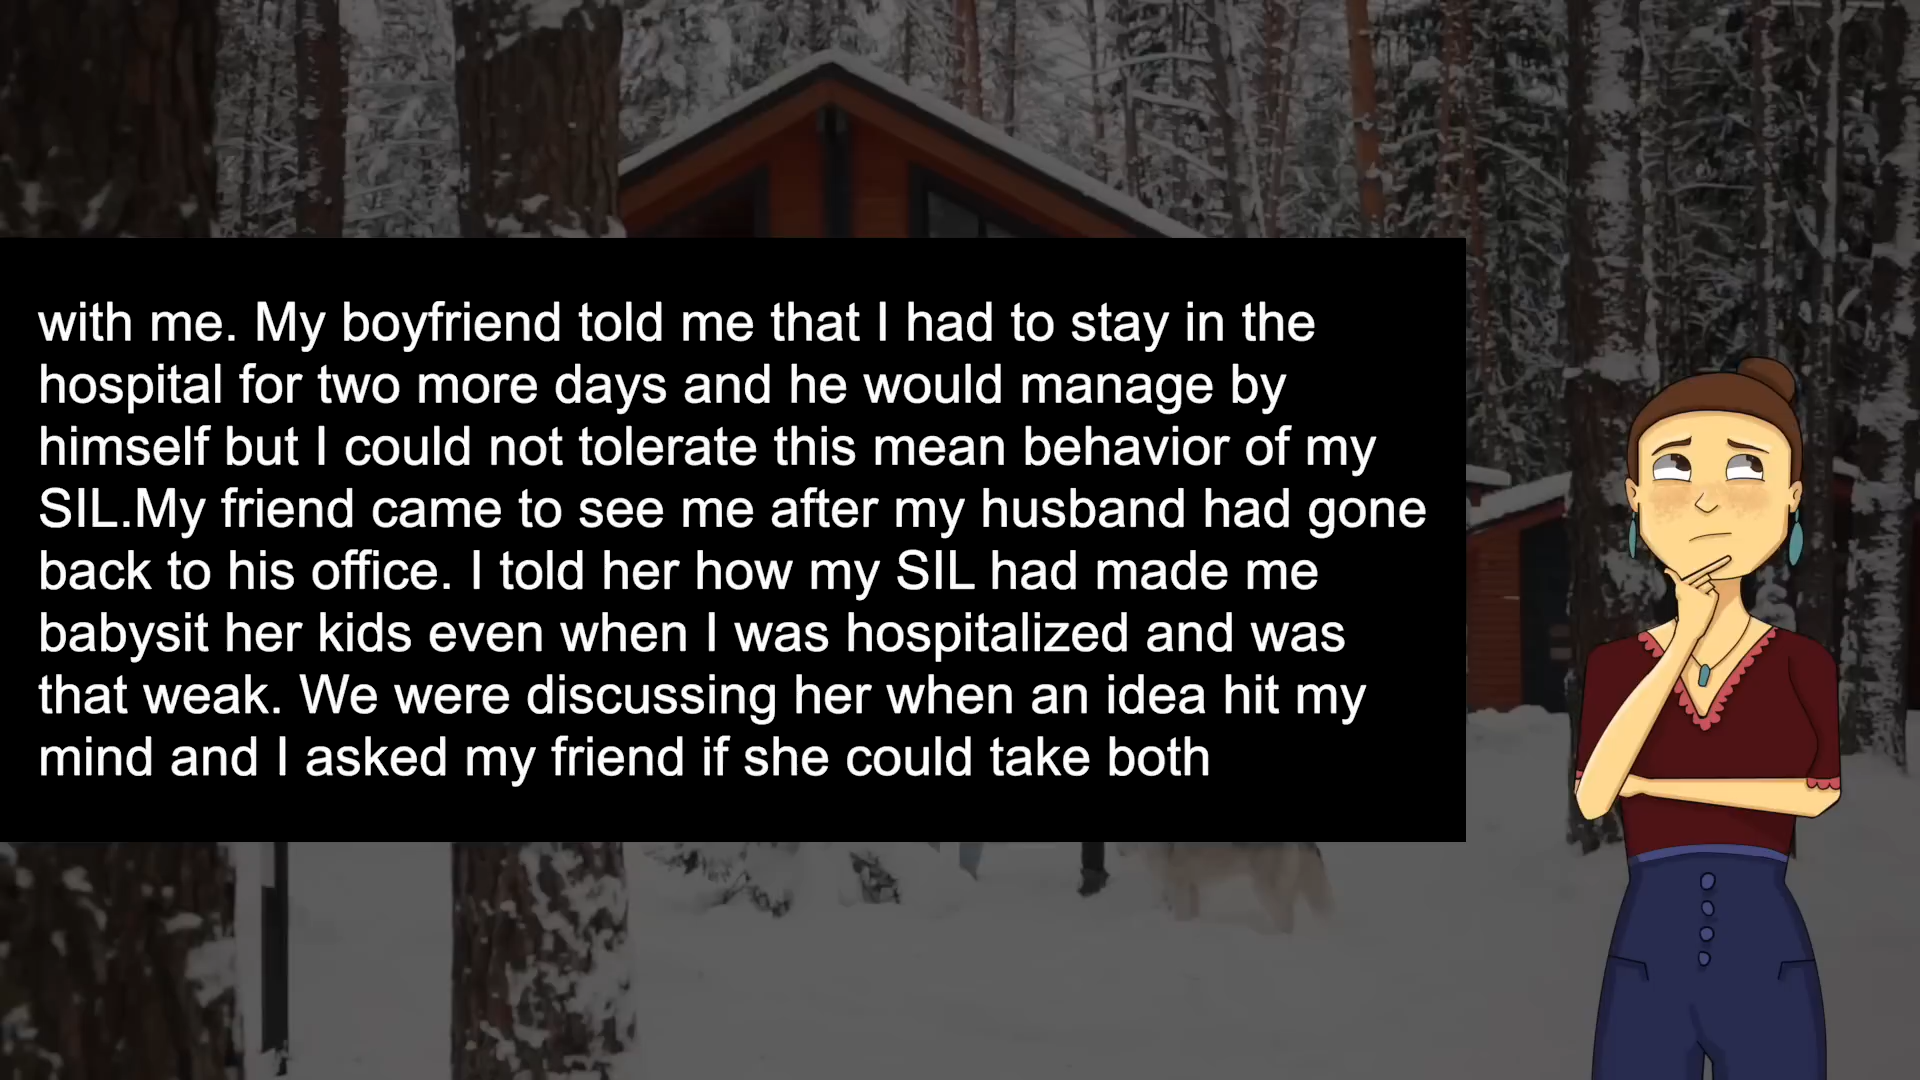 with me. My boyfriend told me that I had to stay in the
hospital for two more days and he would manage by
himself but I could not tolerate this mean behavior of my
SIL.My friend came to see me after my husband had gone
back to his office. I told her how my SIL had made me
babysit her kids even when I was hospitalized and was
that weak. We were discussing her when an idea hit my
mind and I asked my friend if she could take both